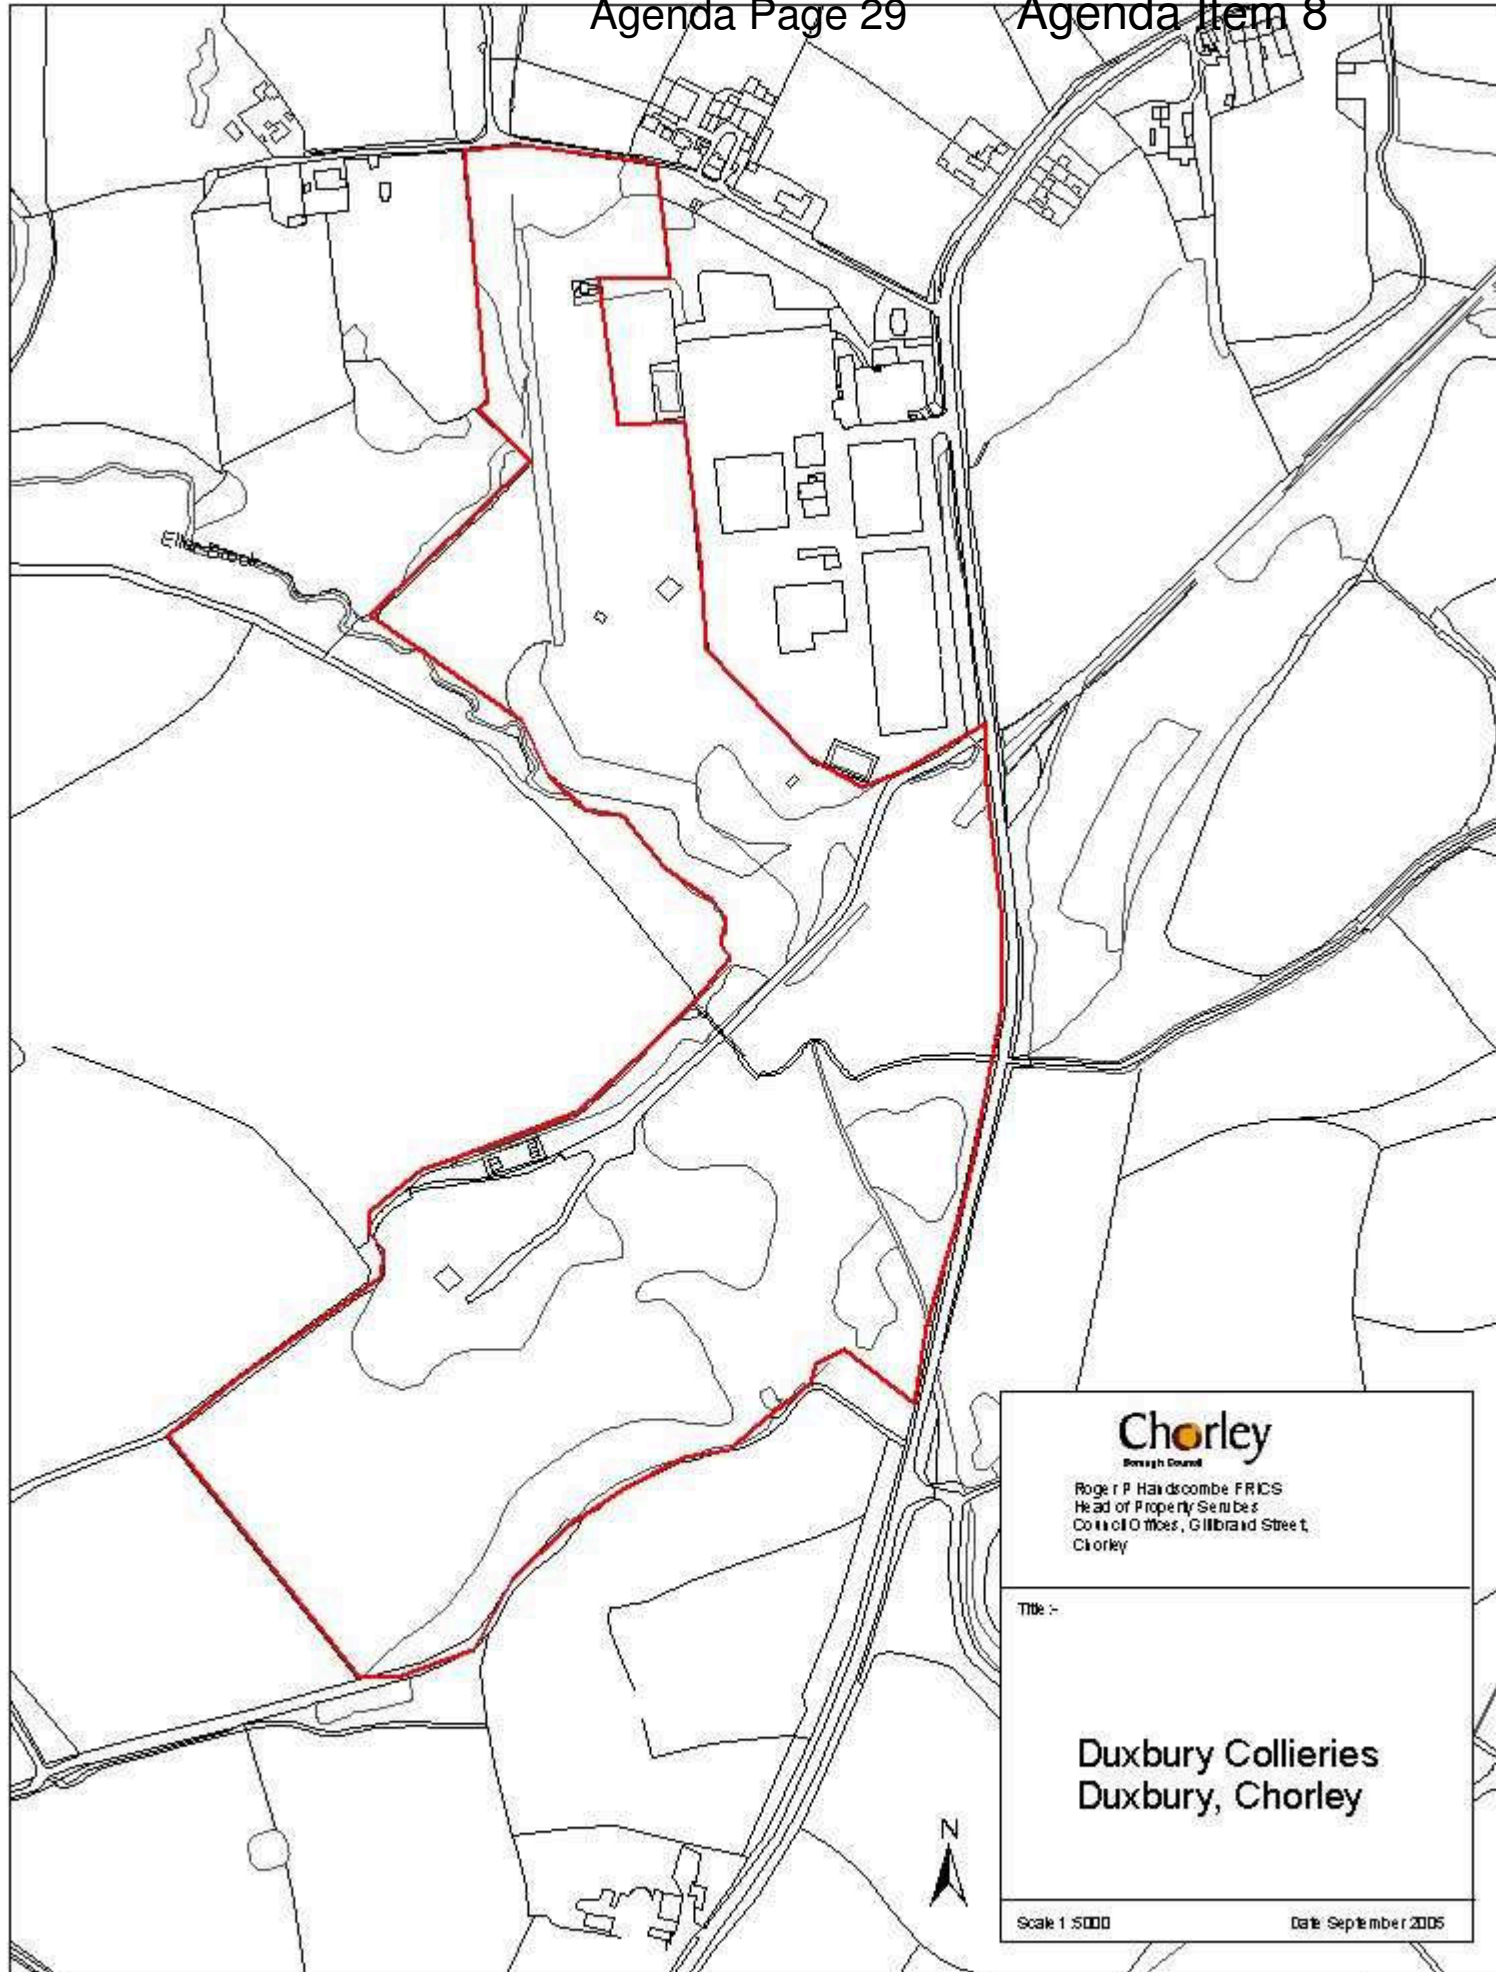 Agenda Page 29 Agenda Item 8
Eller Brook
N
Chorley
Borough Council
Roger P Handscombe FRICS
Head of Property Services
Council Offices, Gillibrand Street,
Chorley
Title :-
Duxbury Collieries
Duxbury, Chorley
Scale 1:5000 Date September 2005